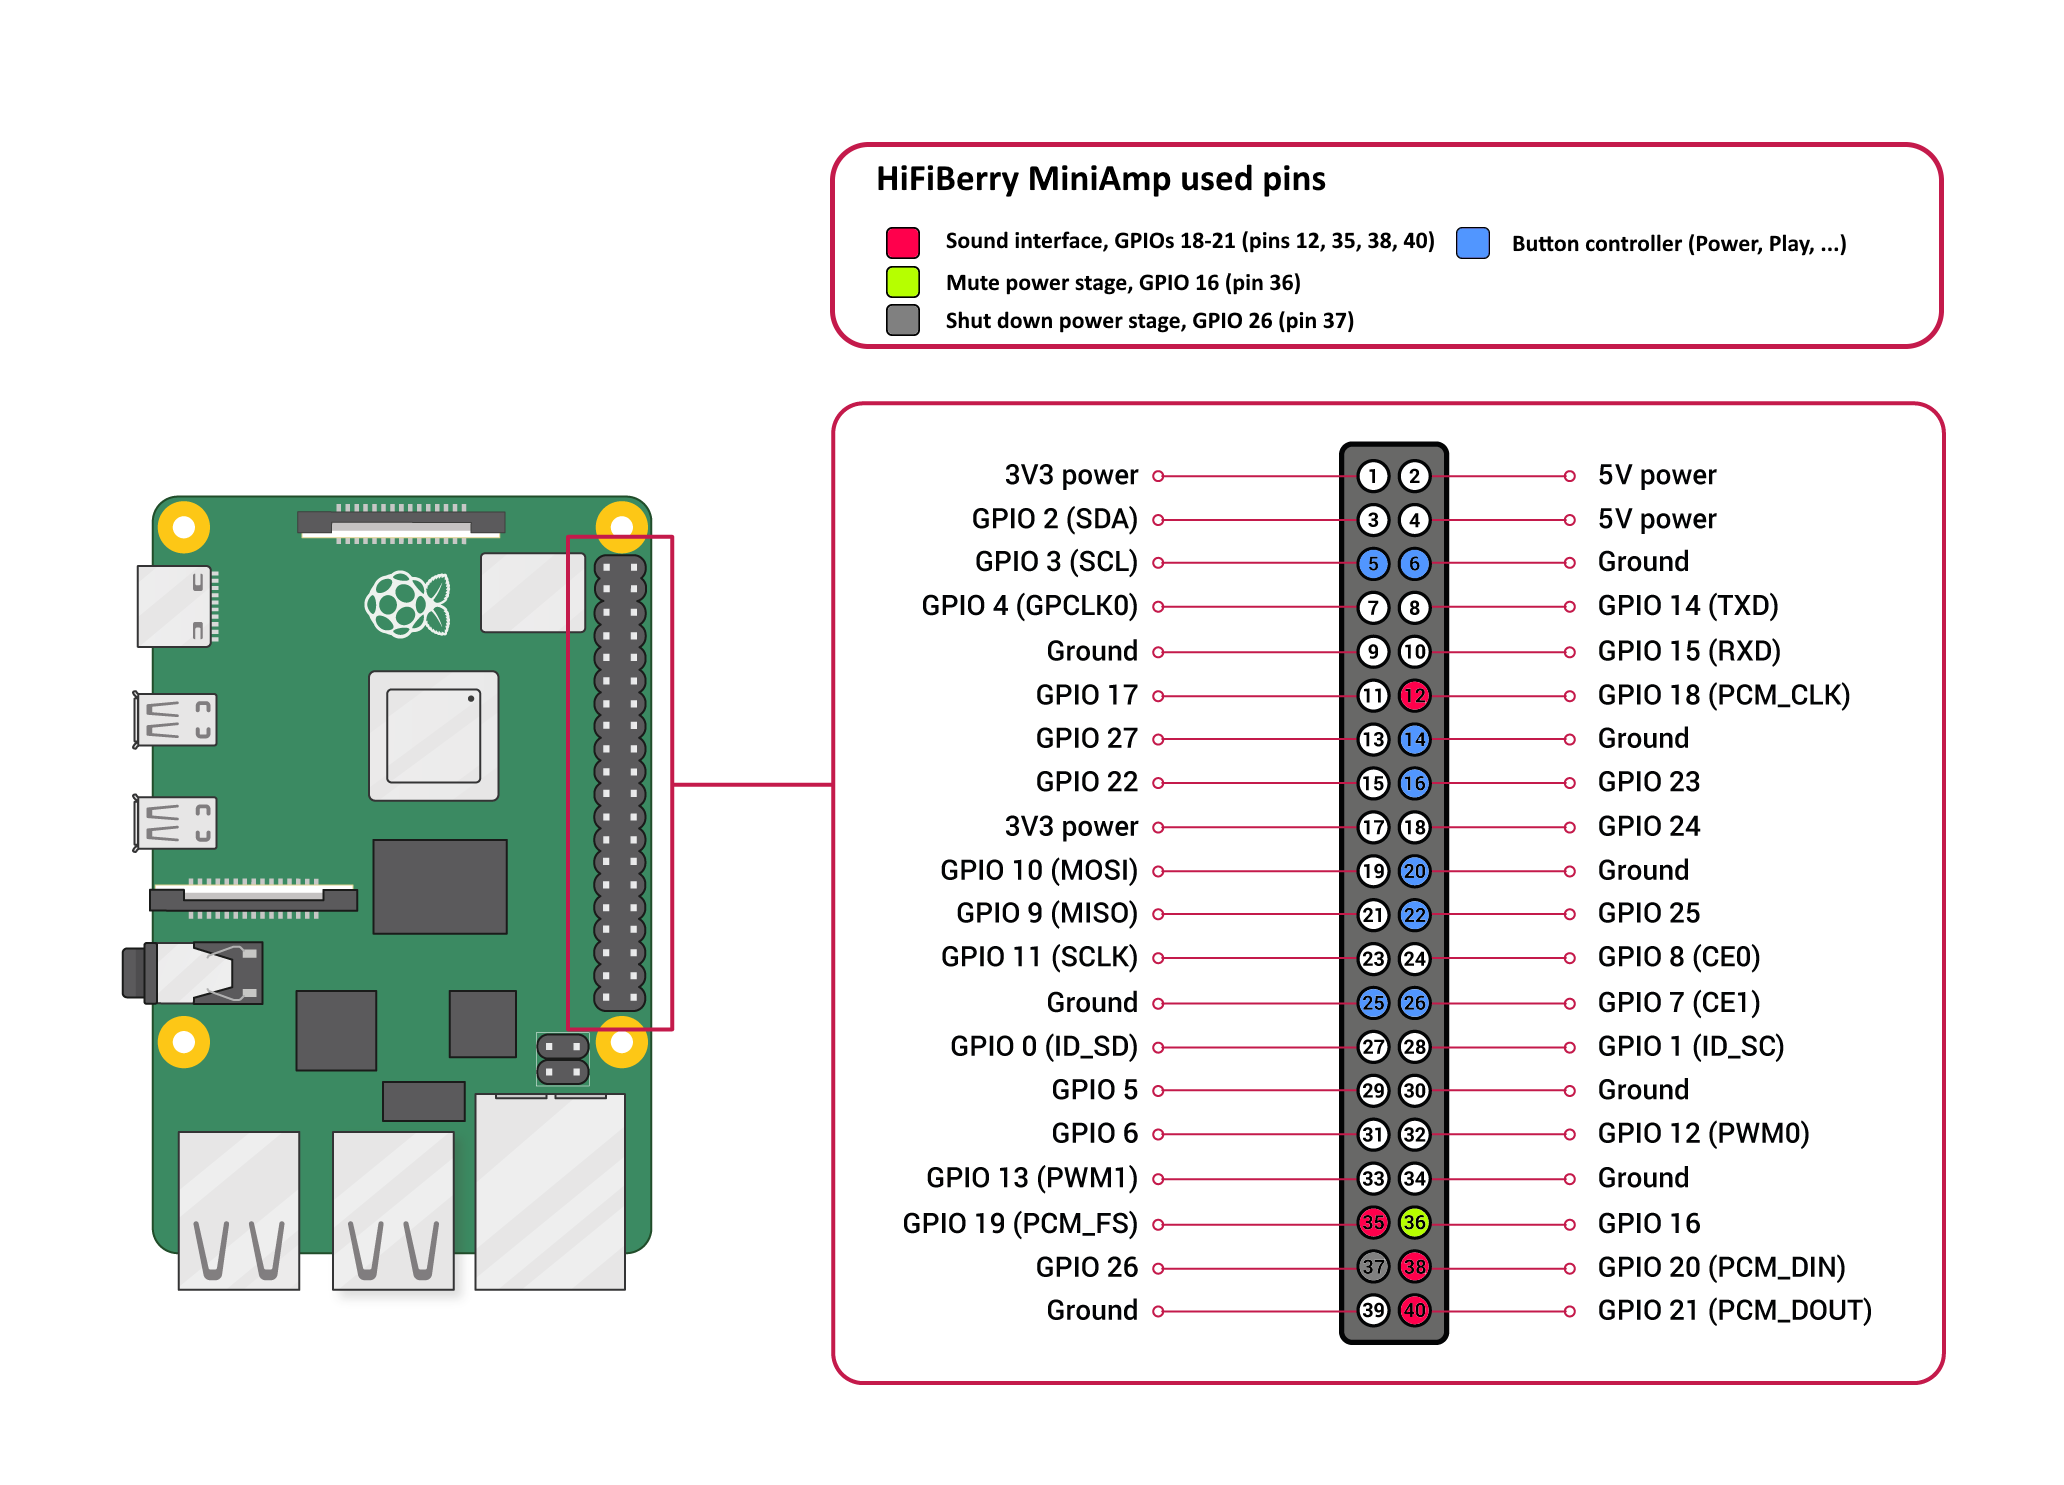 HiFiBerry MiniAmp used pins
Sound interface, GPIOs 18-21 (pins 12, 35, 38, 40)
Button controller (Power, Play, ...)
Mute power stage, GPIO 16 (pin 36)
Shut down power stage, GPIO 26 (pin 37)
3V3 power 1 2 5V power
GPIO 2 (SDA) 3 4 5V power
GPIO 3 (SCL) 5 6 Ground
GPIO 4 (GPCLK0) 7 8 GPIO 14 (TXD)
Ground 9 10 GPIO 15 (RXD)
GPIO 17 11 12 GPIO 18 (PCM_CLK)
GPIO 27 13 14 Ground
GPIO 22 15 16 GPIO 23
3V3 power 17 18 GPIO 24
GPIO 10 (MOSI) 19 20 Ground
GPIO 9 (MISO) 21 22 GPIO 25
GPIO 11 (SCLK) 23 24 GPIO 8 (CE0)
Ground 25 26 GPIO 7 (CE1)
GPIO 0 (ID_SD) 27 28 GPIO 1 (ID_SC)
GPIO 5 29 30 Ground
GPIO 6 31 32 GPIO 12 (PWM0)
GPIO 13 (PWM1) 33 34 Ground
GPIO 19 (PCM_FS) 35 36 GPIO 16
GPIO 26 37 38 GPIO 20 (PCM_DIN)
Ground 39 40 GPIO 21 (PCM_DOUT)